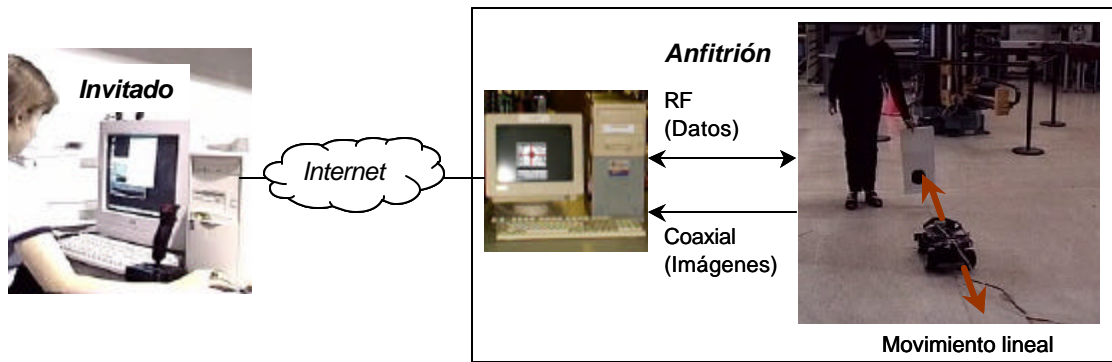 Invitado
Internet
Anfitrión
RF
(Datos)
Coaxial
(Imágenes)
Movimiento lineal